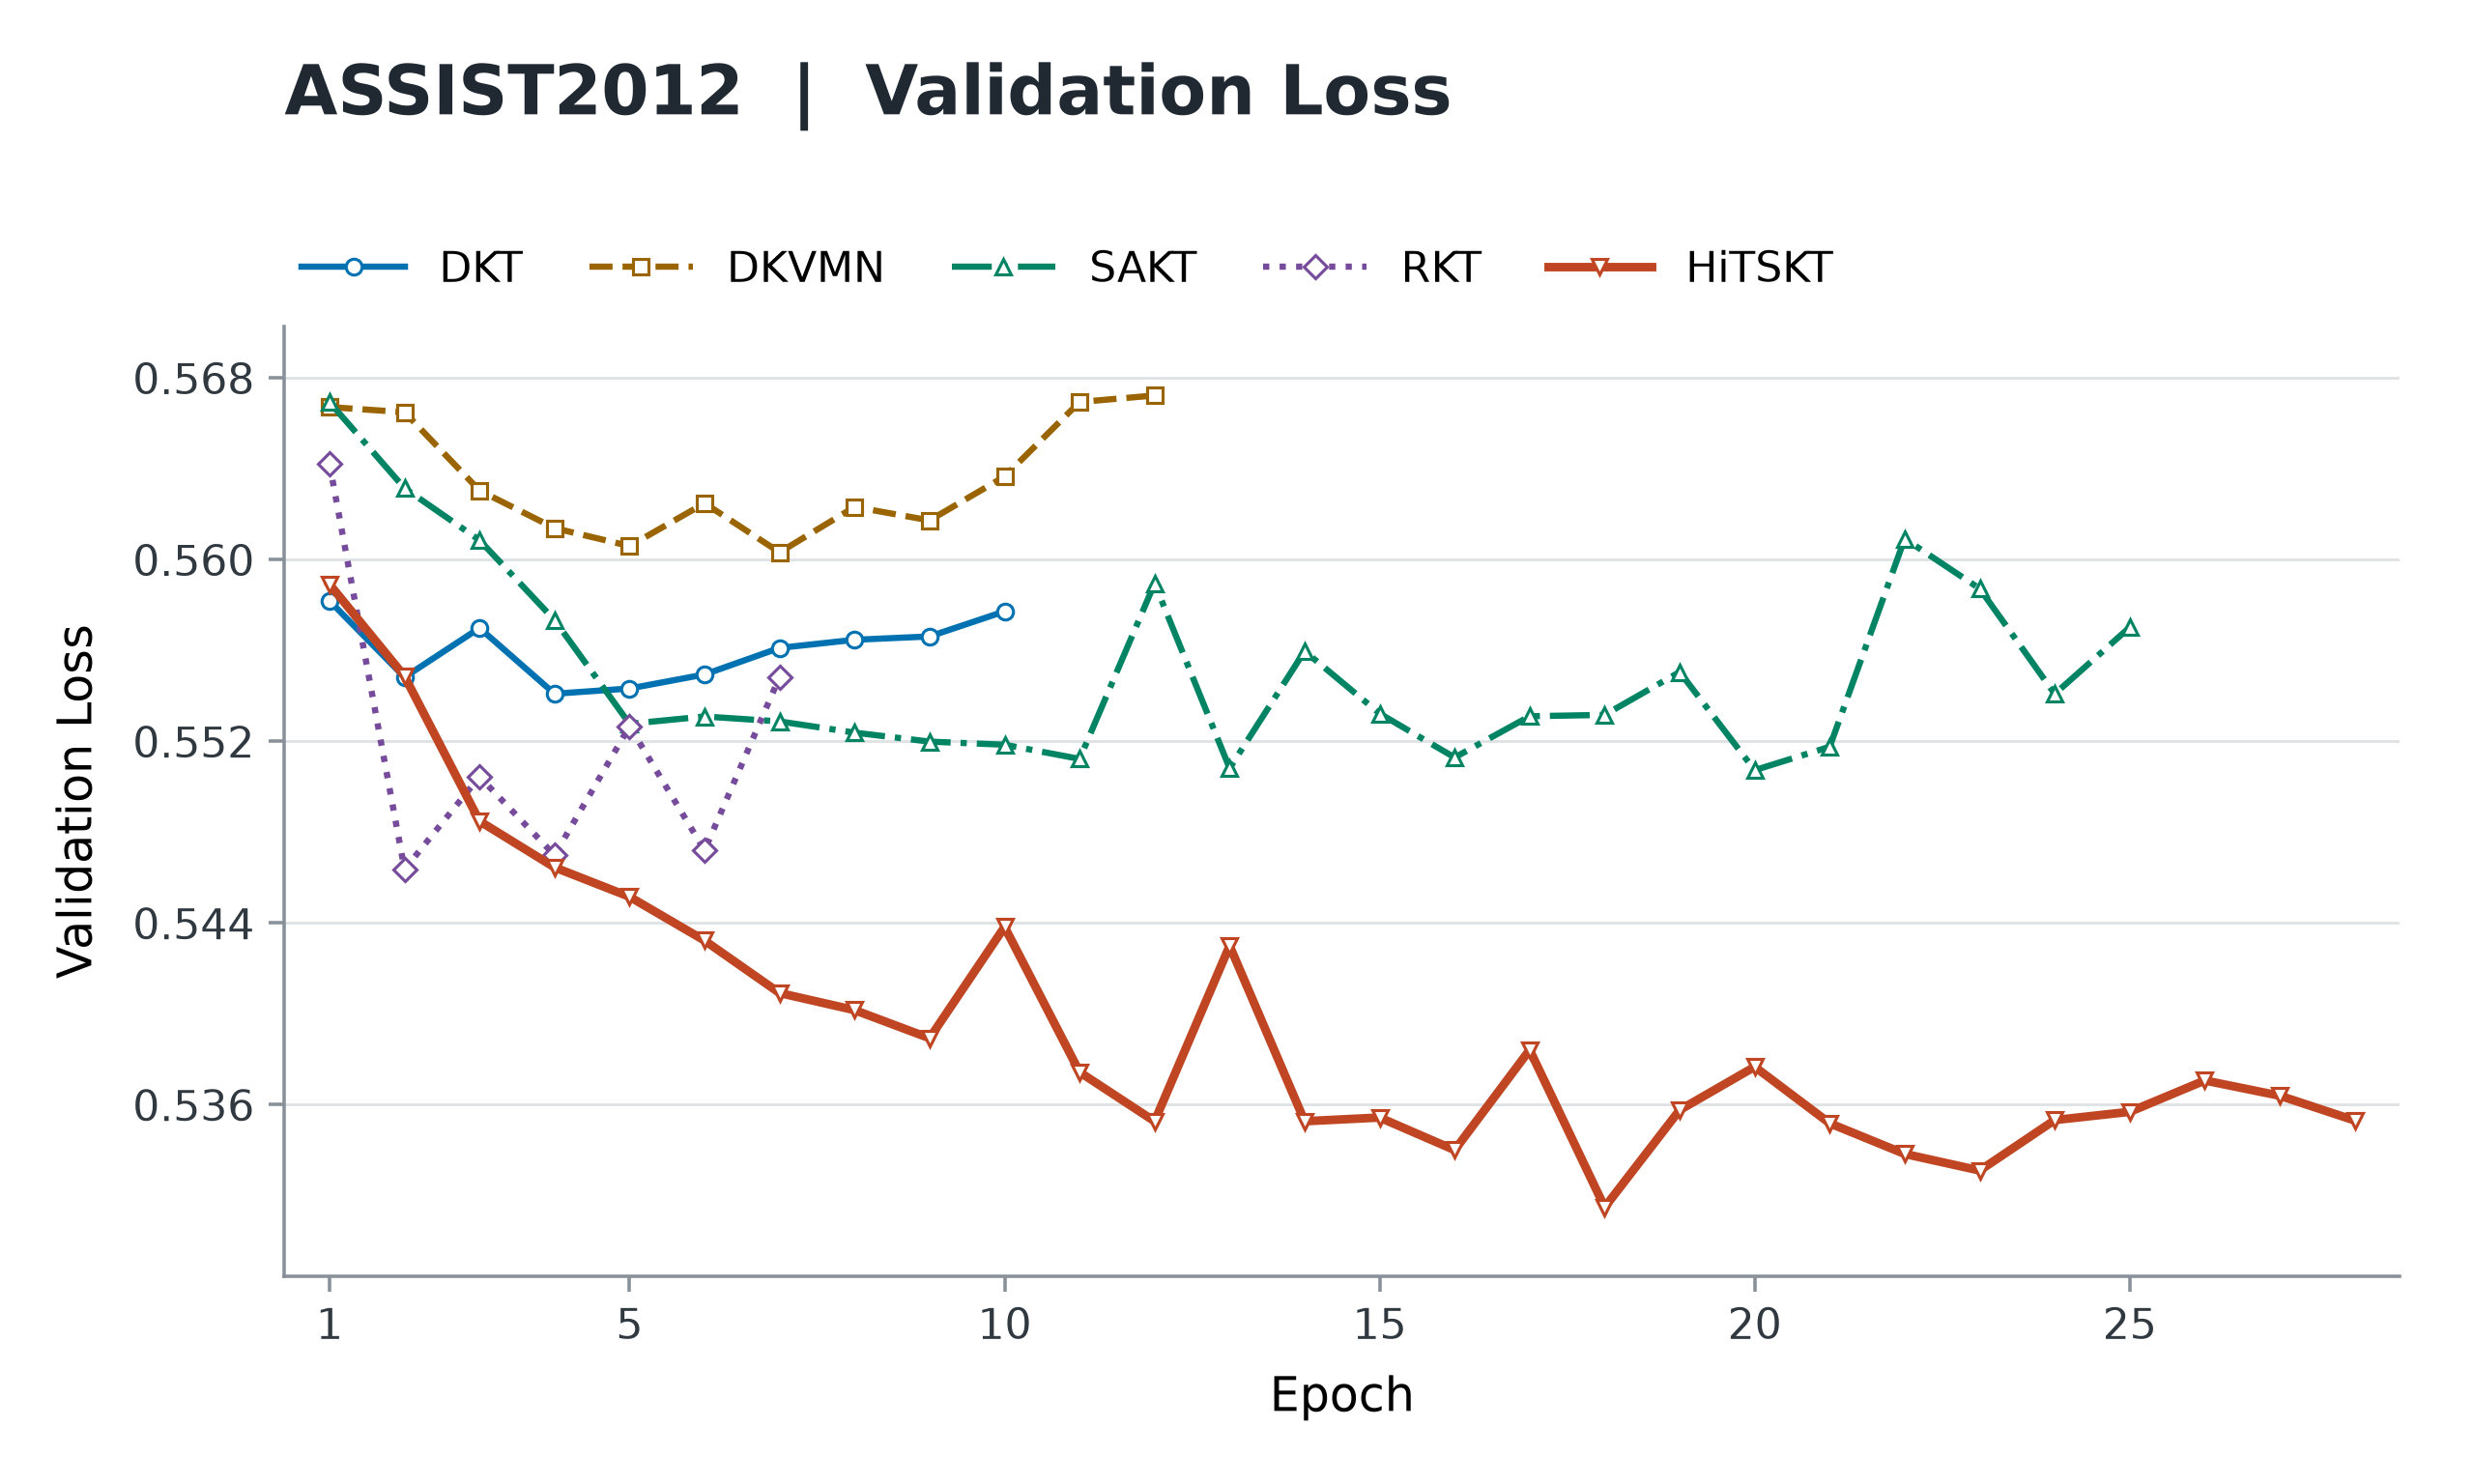 ASSIST2012 | Validation Loss
DKT DKVMN SAKT RKT HiTSKT
0.568
0.560
0.552
0.544
0.536
Validation Loss
1 5 10 15 20 25
Epoch